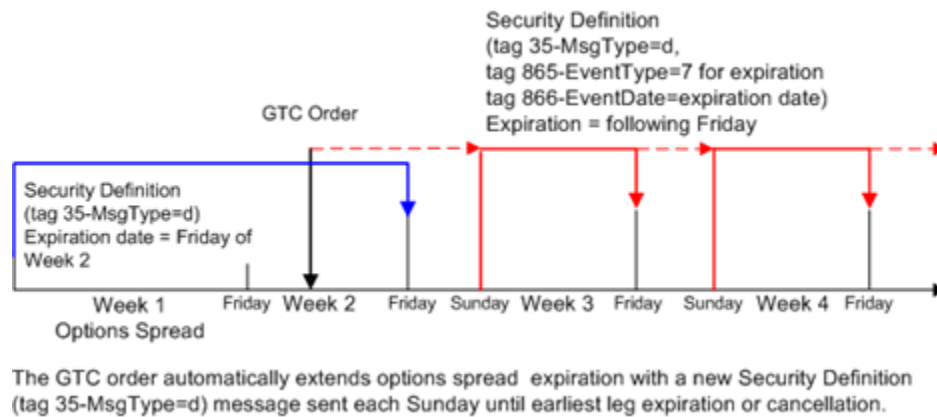 Security Definition
(tag 35-MsgType=d,
tag 865-EventType=7 for expiration
tag 866-EventDate=expiration date)
Expiration = following Friday
GTC Order
Security Definition
(tag 35-MsgType=d)
Expiration date = Friday of
Week 2
Week 1 Friday Week 2 Friday Sunday Week 3 Friday Sunday Week 4 Friday
Options Spread
The GTC order automatically extends options spread expiration with a new Security Definition
(tag 35-MsgType=d) message sent each Sunday until earliest leg expiration or cancellation.